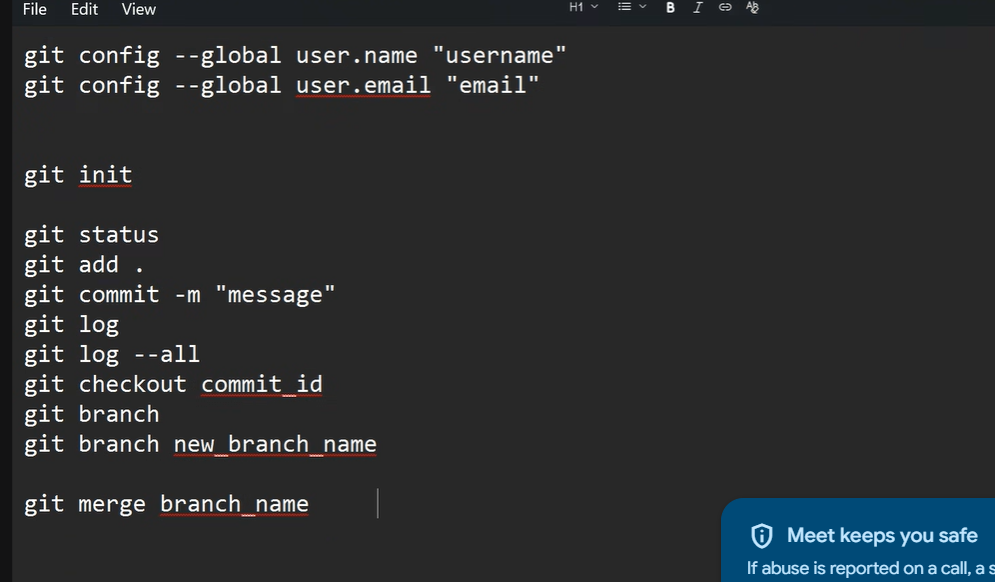 File Edit View H1 B I
git config --global user.name "username"
git config --global user.email "email"
git init
git status
git add .
git commit -m "message"
git log
git log --all
git checkout commit_id
git branch
git branch new_branch_name
git merge branch_name
Meet keeps you safe
If abuse is reported on a call, a s